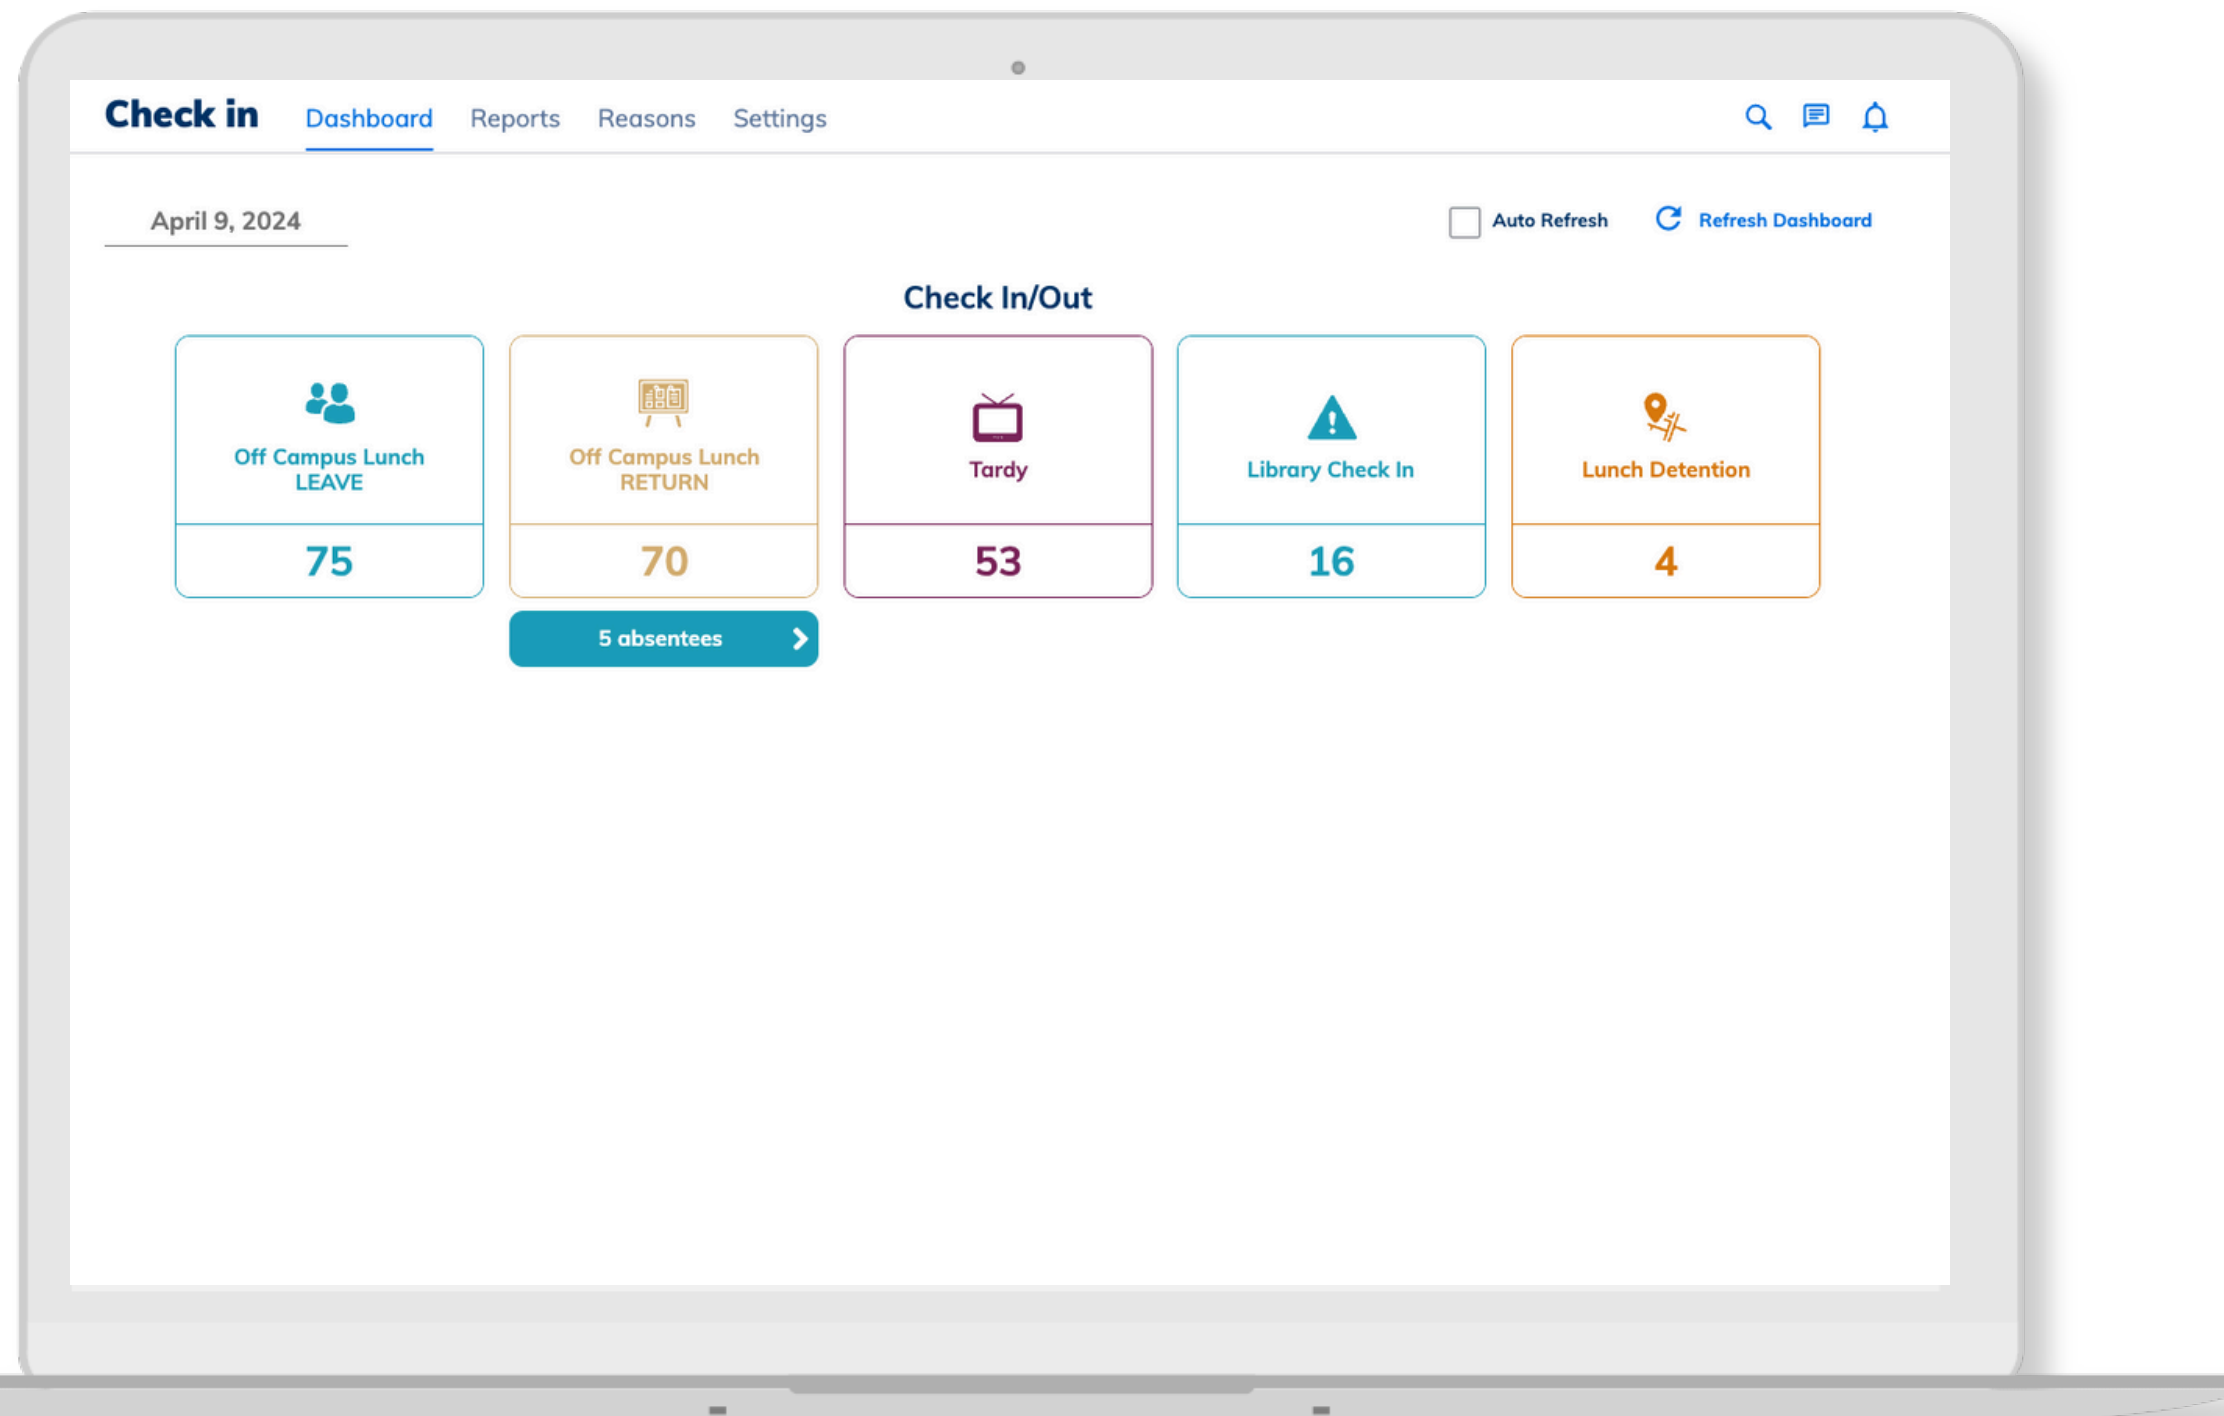 Check in Dashboard Reports Reasons Settings
April 9, 2024 Auto Refresh Refresh Dashboard
Check In/Out
Off Campus Lunch
LEAVE
75
Off Campus Lunch
RETURN
70
5 absentees
Tardy
53
Library Check In
16
Lunch Detention
4